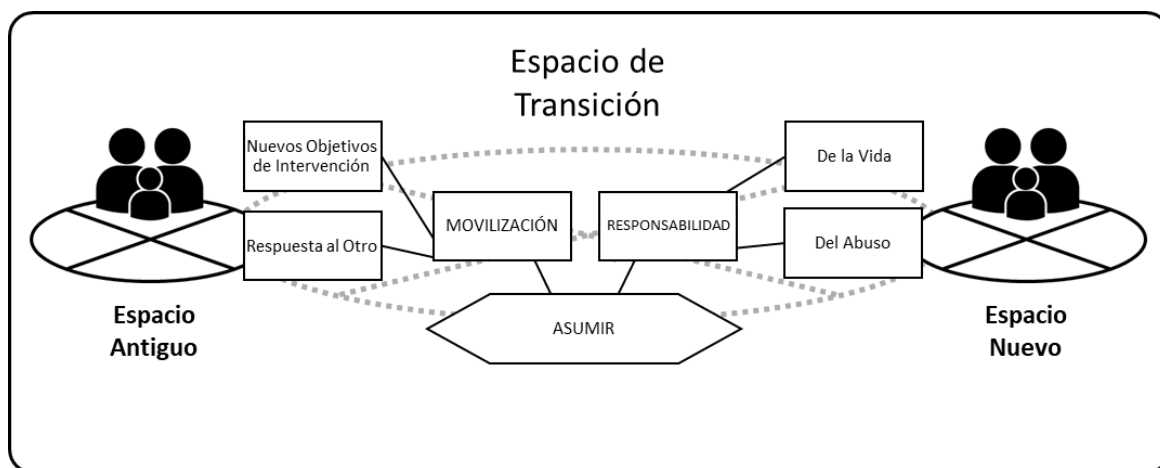 Espacio de
Transición
Nuevos Objetivos
de Intervención
De la Vida
MOVILIZACIÓN
RESPONSABILIDAD
Respuesta al Otro
Del Abuso
Espacio
Antiguo
ASUMIR
Espacio
Nuevo